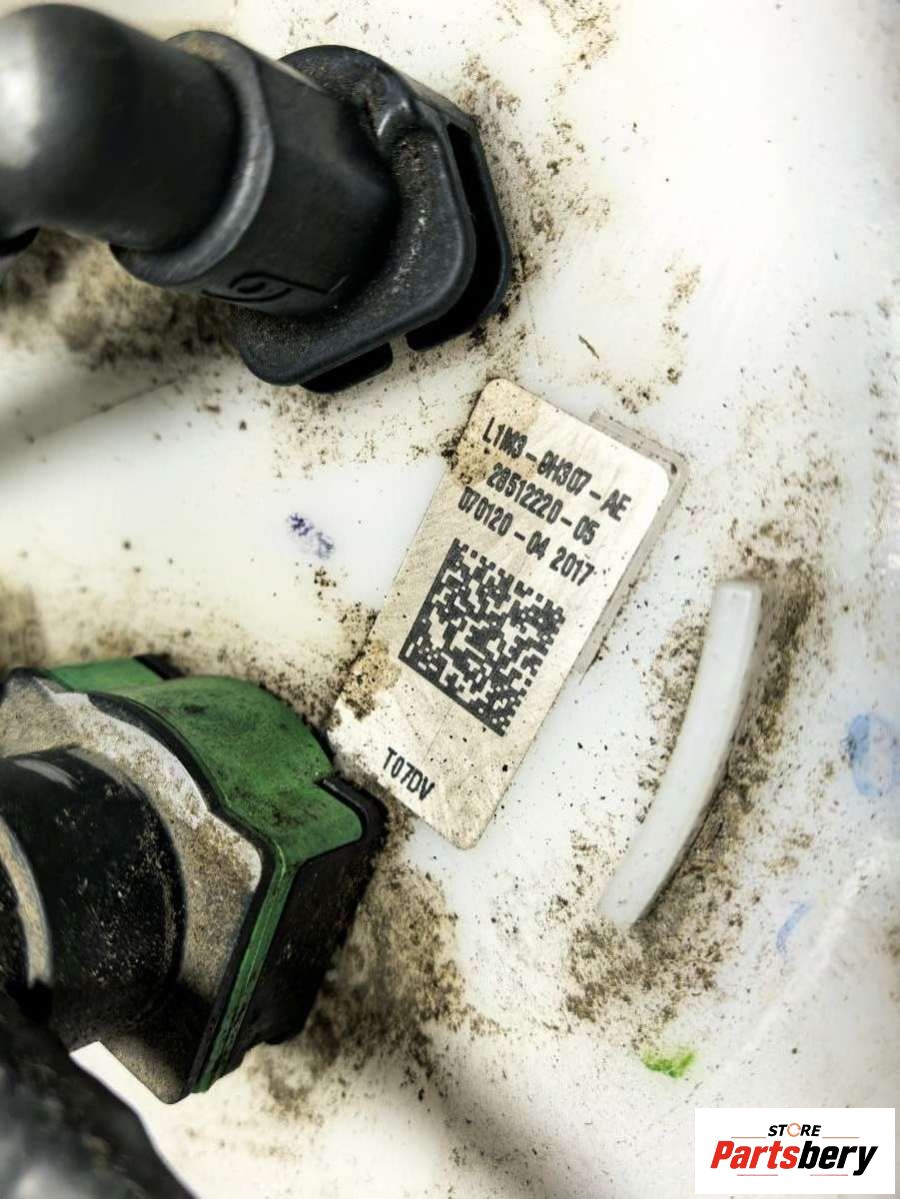 L1M3-9H307-AE
28512220-05
070120-04 2017
T07DV
STORE
Partsbery